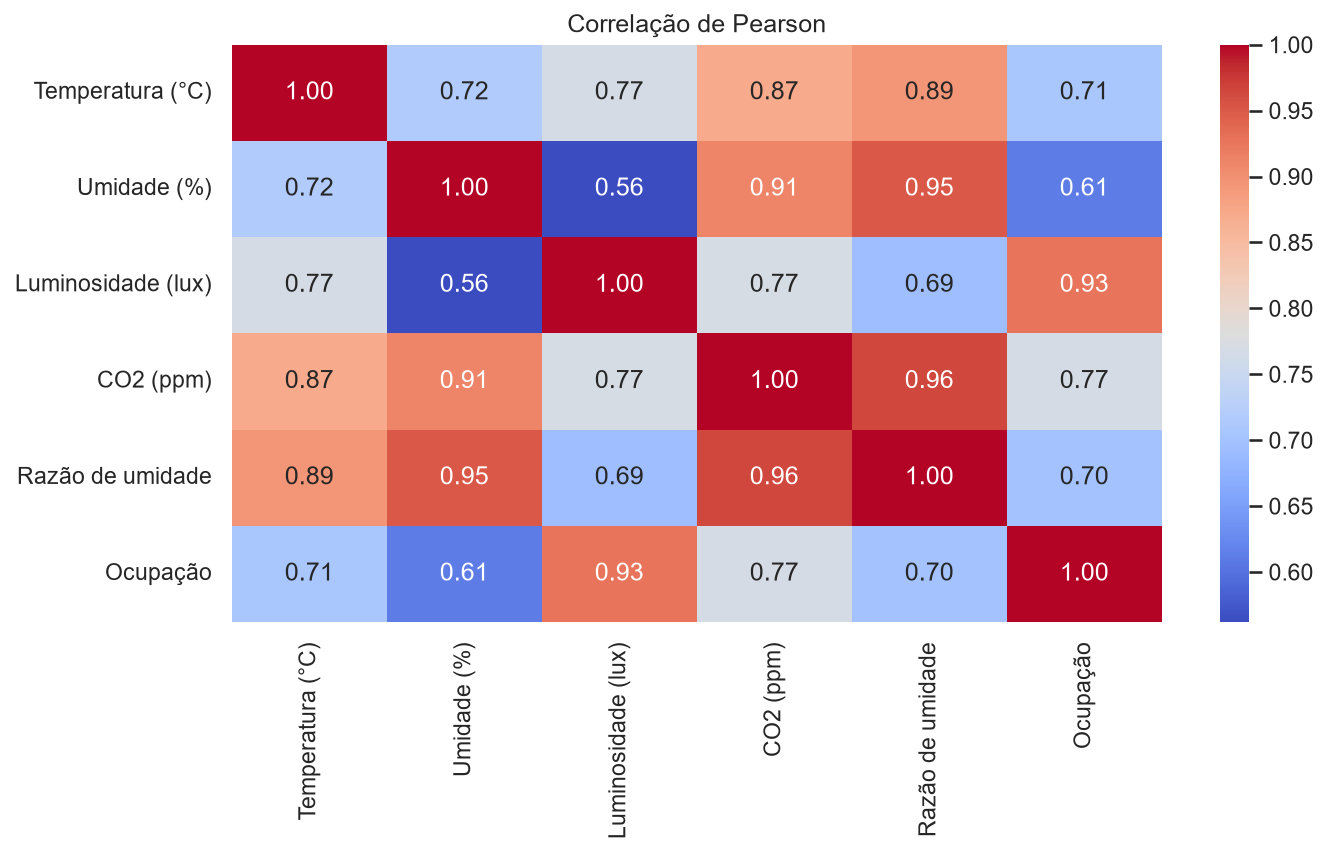 Correlação de Pearson
Temperatura (°C) 1.00 0.72 0.77 0.87 0.89 0.71
Umidade (%) 0.72 1.00 0.56 0.91 0.95 0.61
Luminosidade (lux) 0.77 0.56 1.00 0.77 0.69 0.93
CO2 (ppm) 0.87 0.91 0.77 1.00 0.96 0.77
Razão de umidade 0.89 0.95 0.69 0.96 1.00 0.70
Ocupação 0.71 0.61 0.93 0.77 0.70 1.00
Temperatura (°C)
Umidade (%)
Luminosidade (lux)
CO2 (ppm)
Razão de umidade
Ocupação
1.00
0.95
0.90
0.85
0.80
0.75
0.70
0.65
0.60